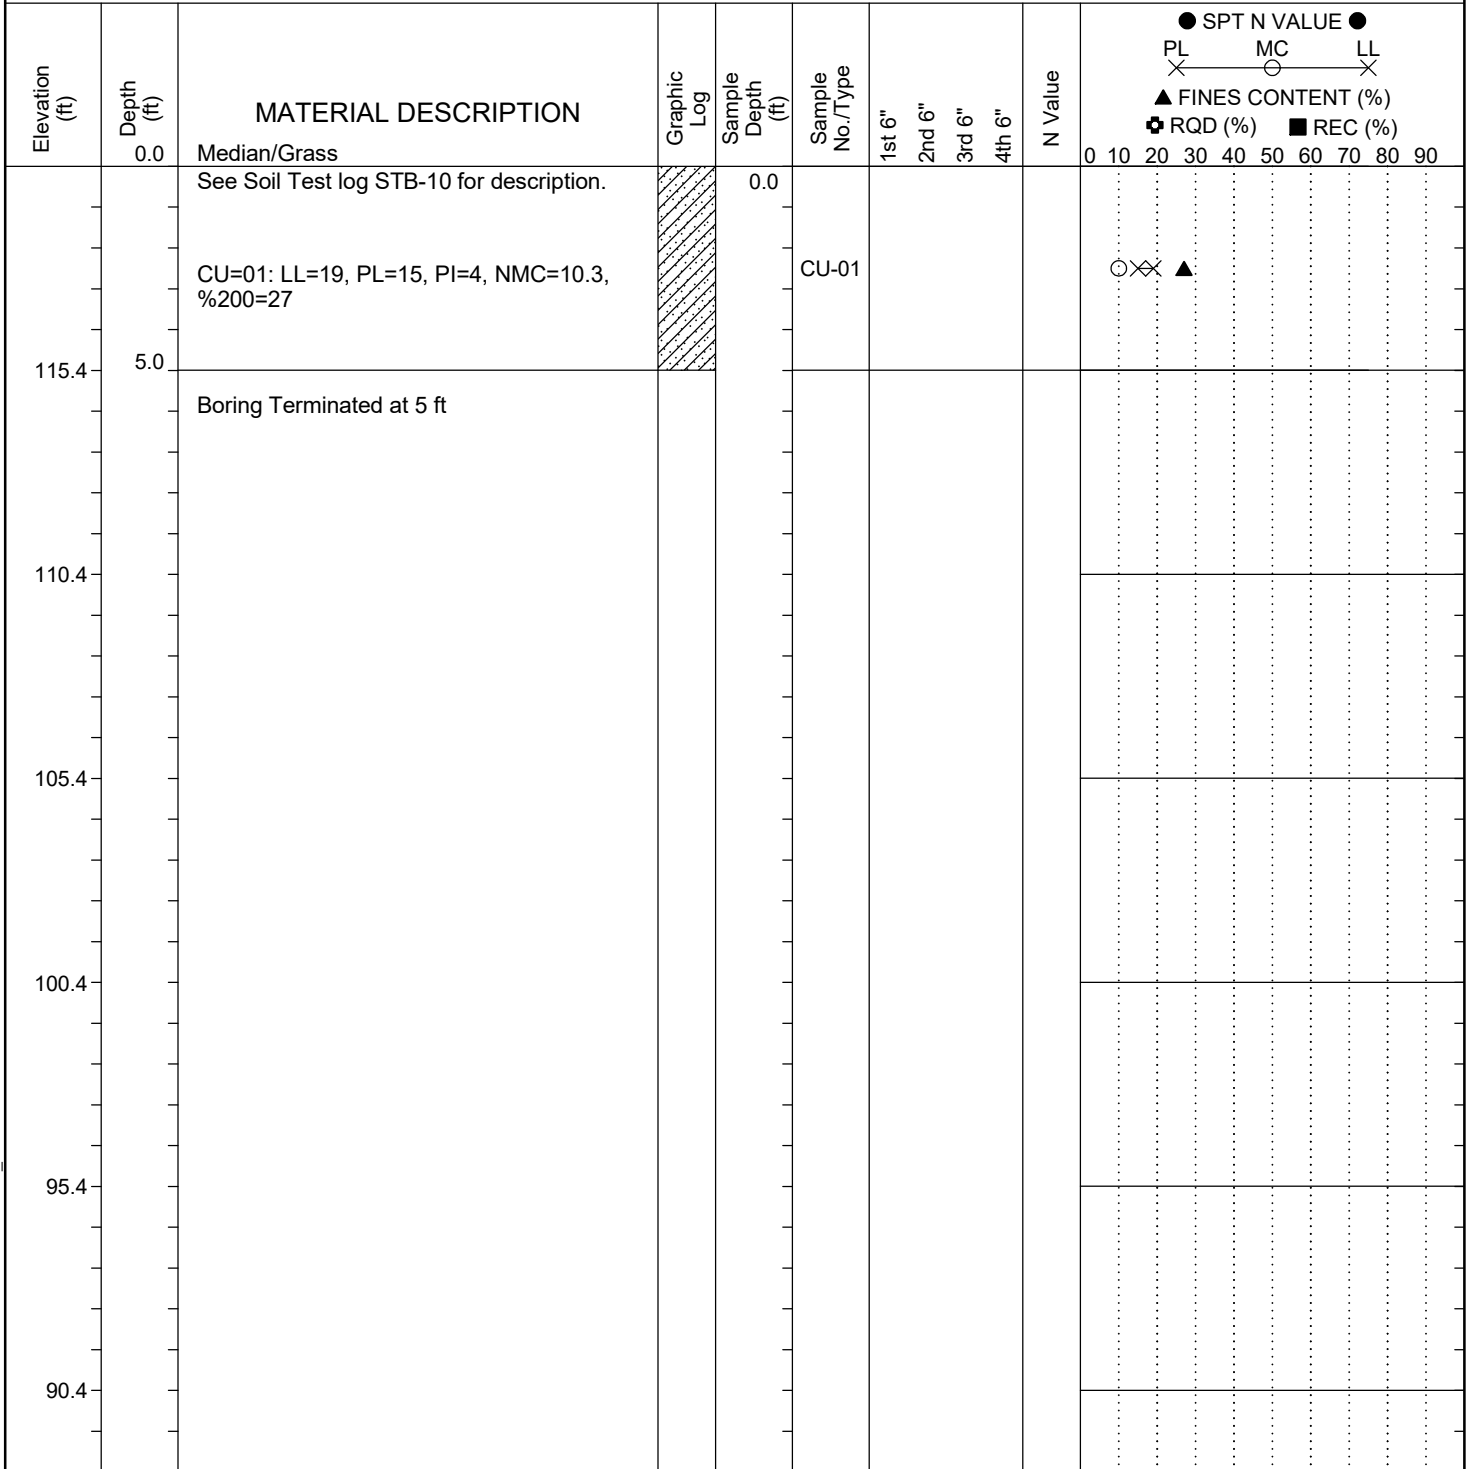 ● SPT N VALUE ●
PL MC LL
▲ FINES CONTENT (%)
RQD (%) ■ REC (%)
0 10 20 30 40 50 60 70 80 90
Elevation
(ft)
Depth
(ft)
MATERIAL DESCRIPTION
Graphic
Log
Sample
Depth
(ft)
Sample
No./Type
1st 6"
2nd 6"
3rd 6"
4th 6"
N Value
0.0 Median/Grass
See Soil Test log STB-10 for description.
0.0
CU=01: LL=19, PL=15, PI=4, NMC=10.3,
%200=27
CU-01
115.4 5.0
Boring Terminated at 5 ft
110.4
105.4
100.4
95.4
90.4